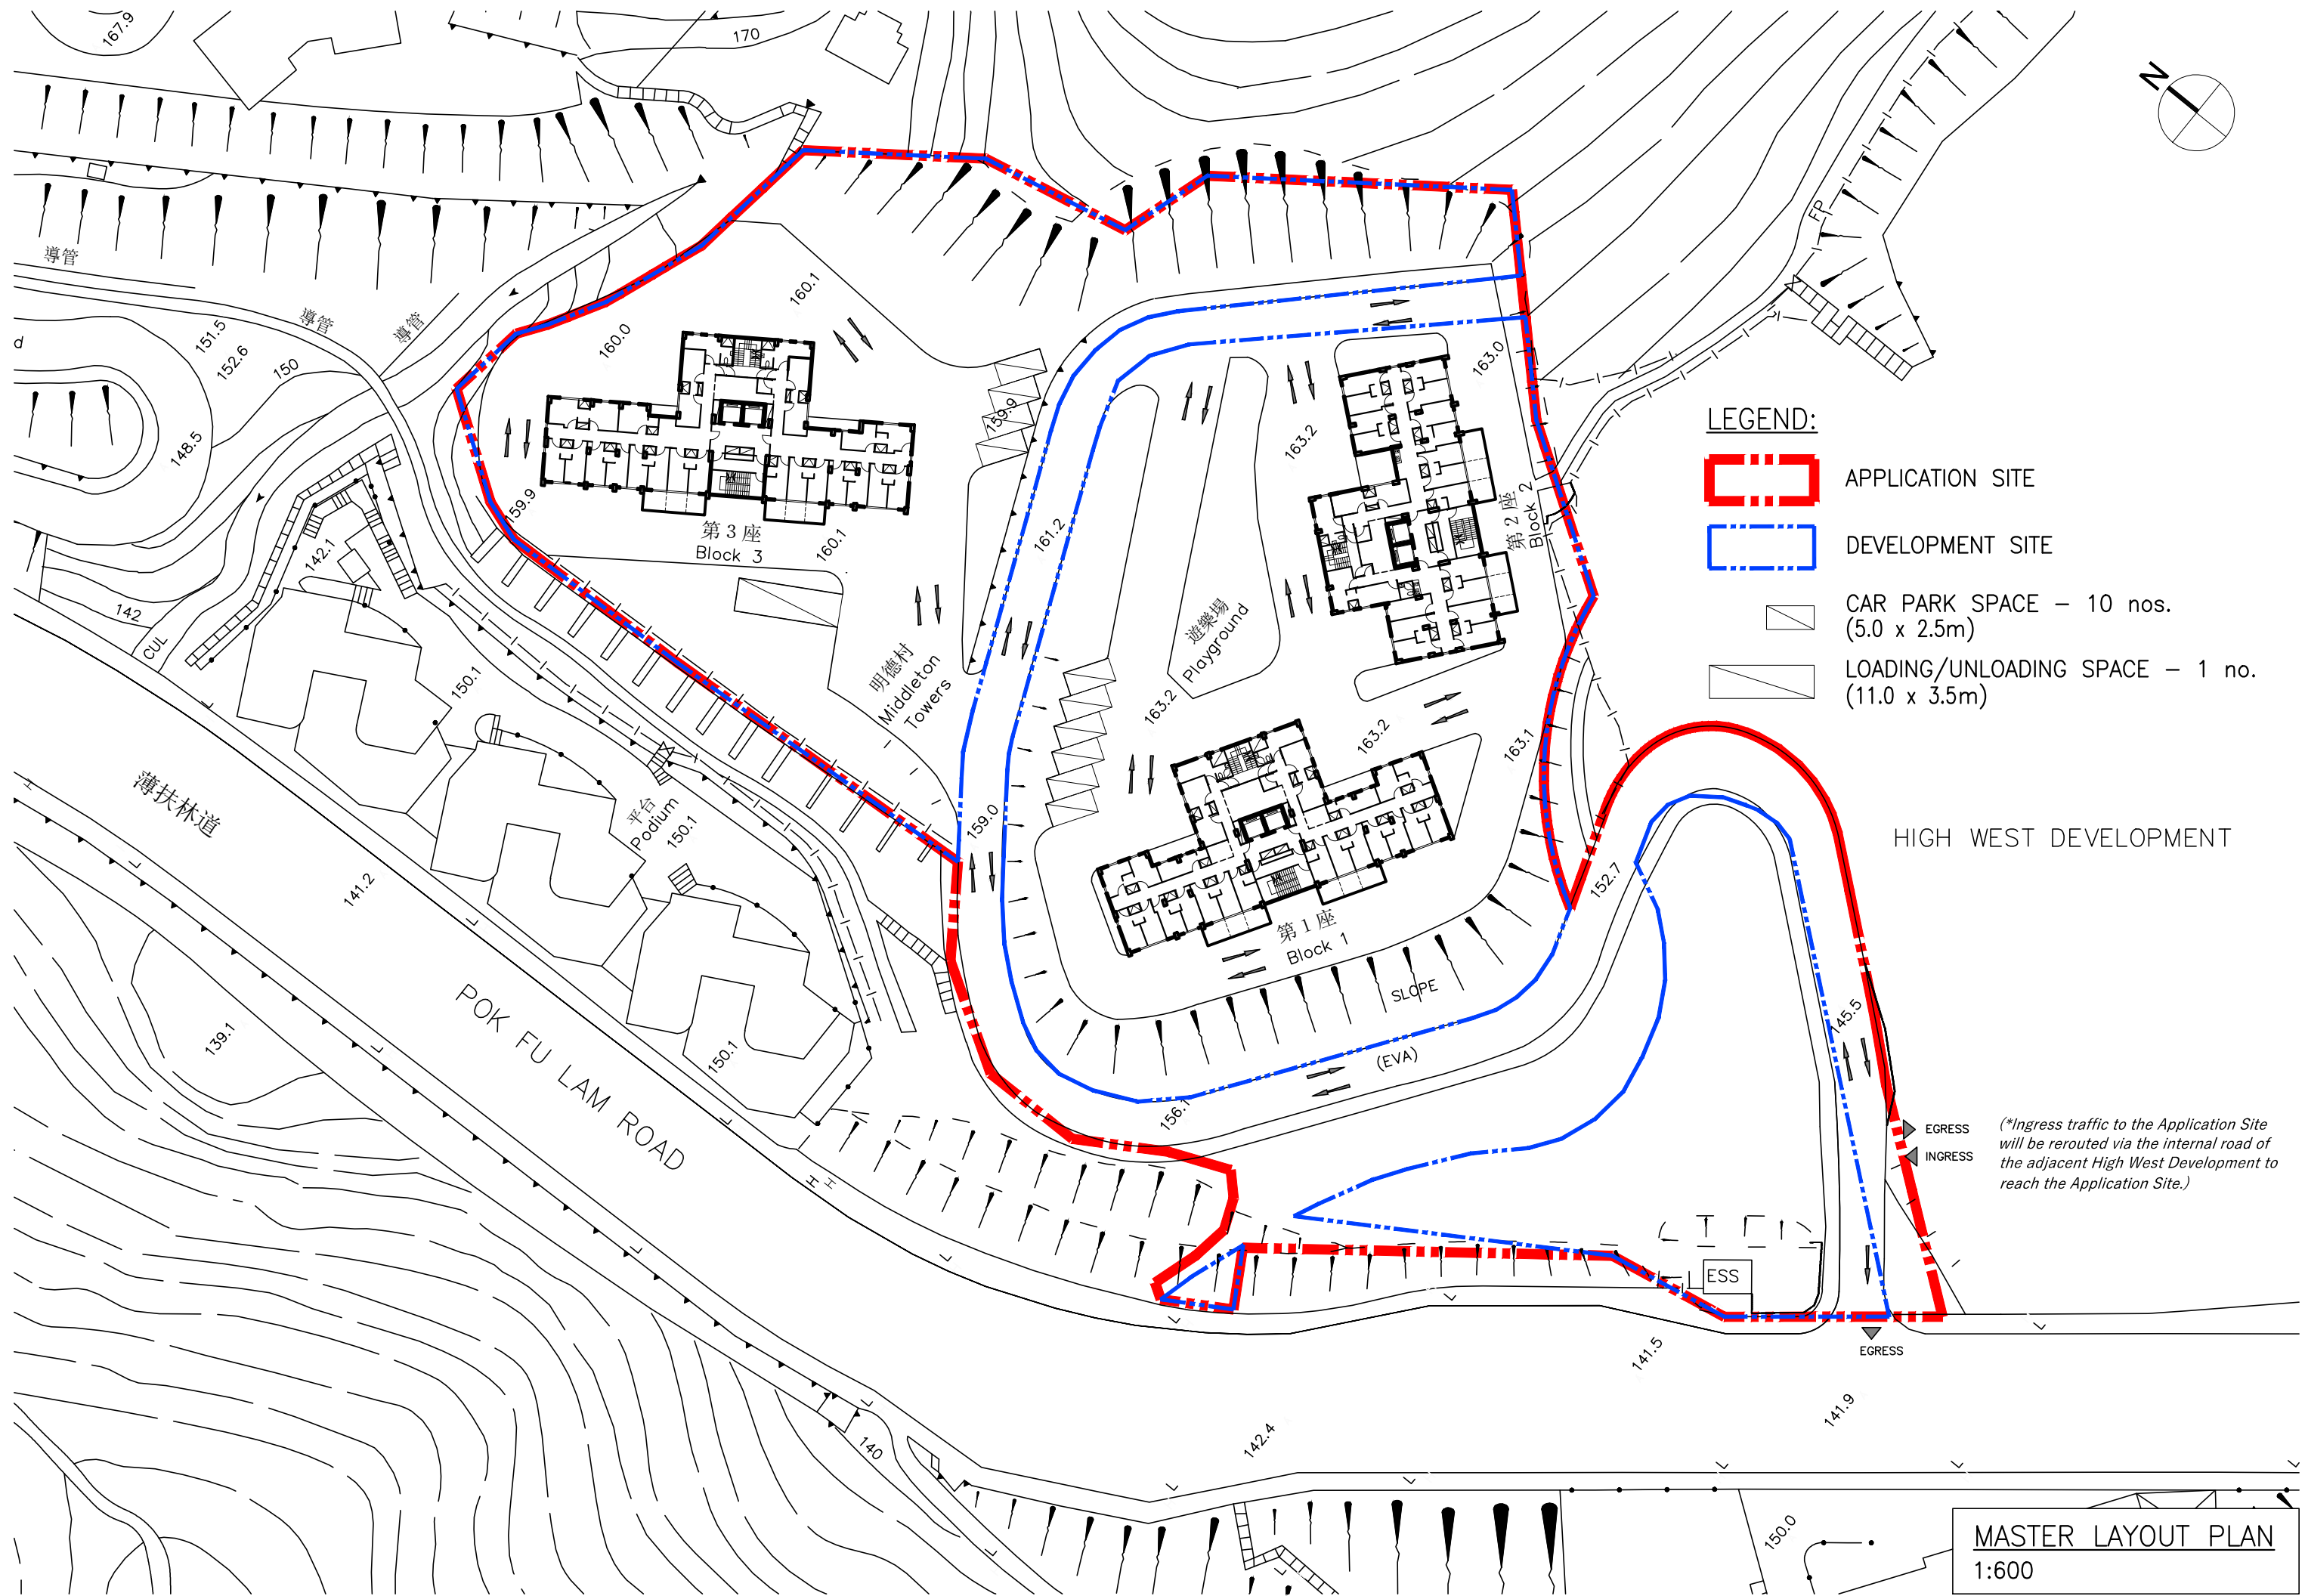 167.9
170
N
導管
導管
導管
151.5
152.6
150
148.5
d
160.1
160.0
159.9
159.9
第3座
Block 3
160.1
161.2
163.0
163.2
第2座
Block 2
FP
LEGEND:
APPLICATION SITE
DEVELOPMENT SITE
CAR PARK SPACE – 10 nos.
(5.0 x 2.5m)
LOADING/UNLOADING SPACE – 1 no.
(11.0 x 3.5m)
142.1
142
CUL
150.1
明德村
Middleton
Towers
遊樂場
Playground
163.2
163.2
163.1
159.0
平台
Podium
150.1
薄扶林道
141.2
第1座
Block 1
152.7
HIGH WEST DEVELOPMENT
SLOPE
(EVA)
145.5
POK FU LAM ROAD
139.1
150.1
156.1
EGRESS
INGRESS
(*Ingress traffic to the Application Site
will be rerouted via the internal road of
the adjacent High West Development to
reach the Application Site.)
H
H
H
ESS
EGRESS
141.5
141.9
142.4
140
150.0
MASTER LAYOUT PLAN
1:600